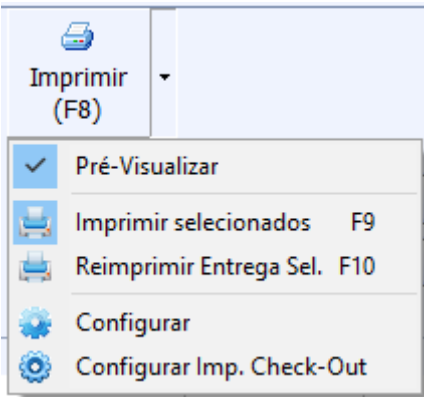 Imprimir
(F8)
Pré-Visualizar
Imprimir selecionados F9
Reimprimir Entrega Sel. F10
Configurar
Configurar Imp. Check-Out